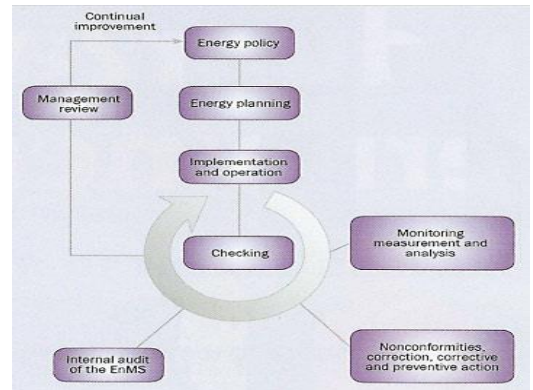 Continual
improvement
Energy policy
Management
review
Energy planning
Implementation
and operation
Checking
Monitoring
measurement and
analysis
Internal audit
of the EnMS
Nonconformities,
correction, corrective
and preventive action